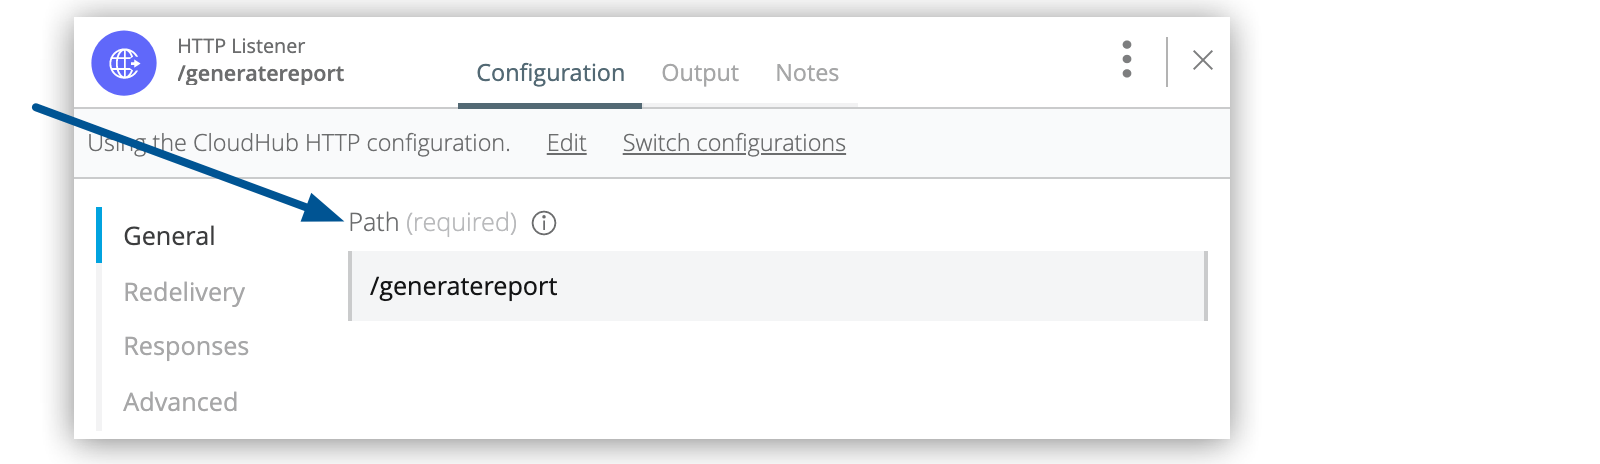 HTTP Listener
/generatereport
Configuration Output Notes
Using the CloudHub HTTP configuration. Edit Switch configurations
General
Redelivery
Responses
Advanced
Path (required)
/generatereport